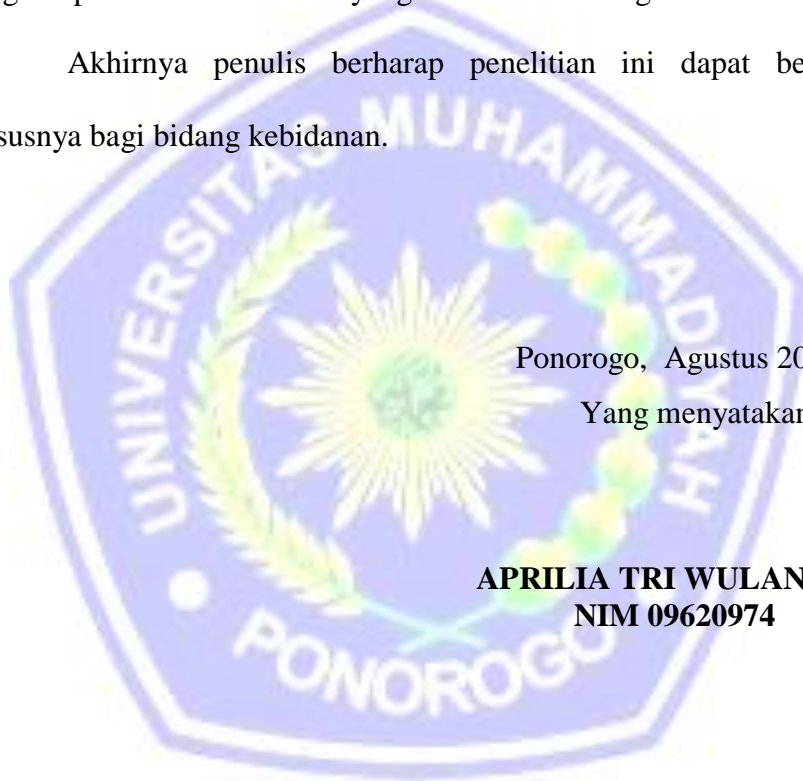 Akhirnya penulis berharap penelitian ini dapat be
susnya bagi bidang kebidanan.
UNIVERSITAS MUHAMMADIYAH
Ponorogo, Agustus 20
Yang menyatakan
APRILIA TRI WULAN
NIM 09620974
PONOROGO